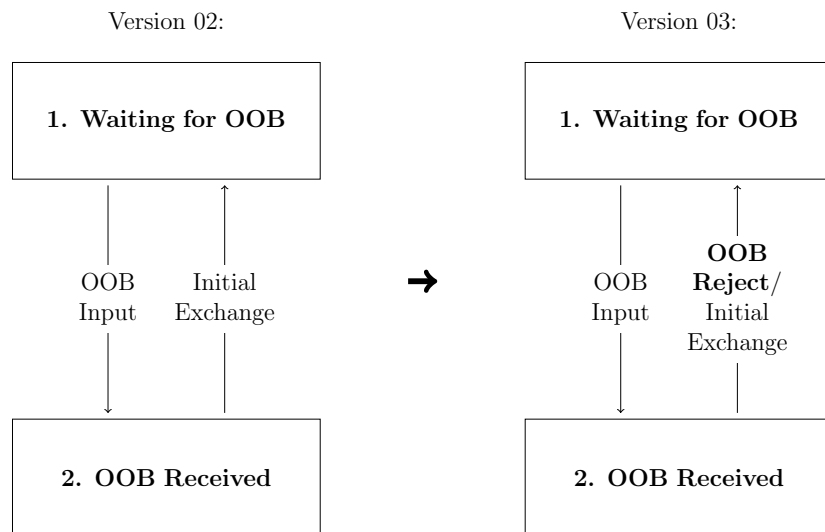 Version 02:
1. Waiting for OOB
OOB
Input
Initial
Exchange
2. OOB Received
Version 03:
1. Waiting for OOB
OOB
Input
OOB
Reject/
Initial
Exchange
2. OOB Received